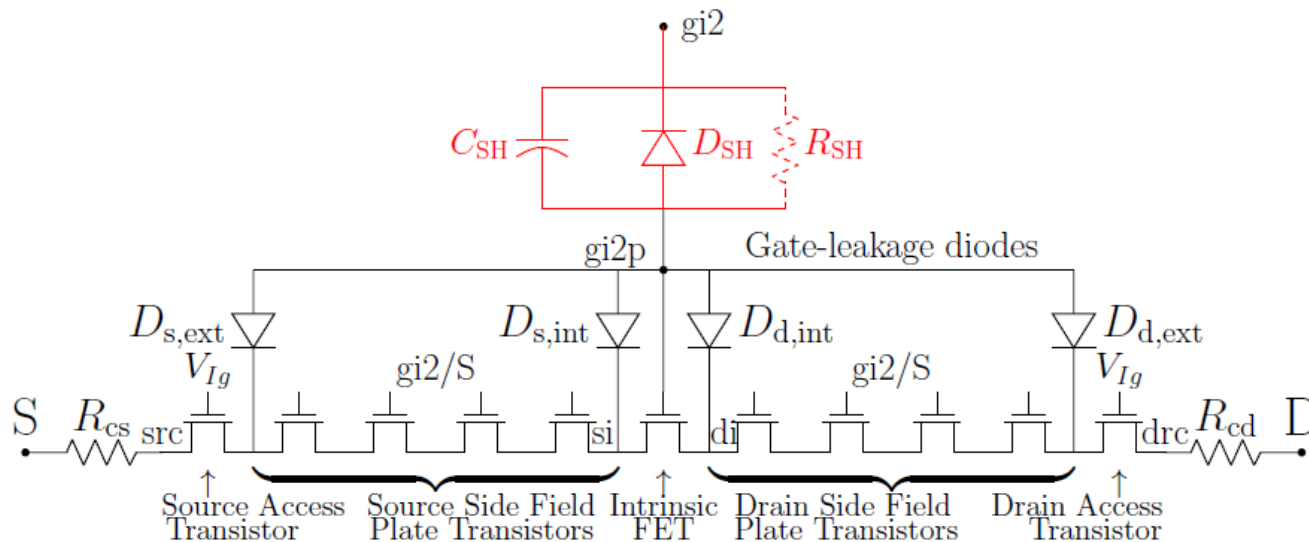 gi2
C_SH D_SH R_SH
gi2p Gate-leakage diodes
D_s,ext D_s,int D_d,int D_d,ext
V_Ig gi2/S gi2/S V_Ig
S R_cs src si di drc R_cd D
↑ ↑ ↑
Source Access Source Side Field Intrinsic Drain Side Field Drain Access
Transistor Plate Transistors FET Plate Transistors Transistor